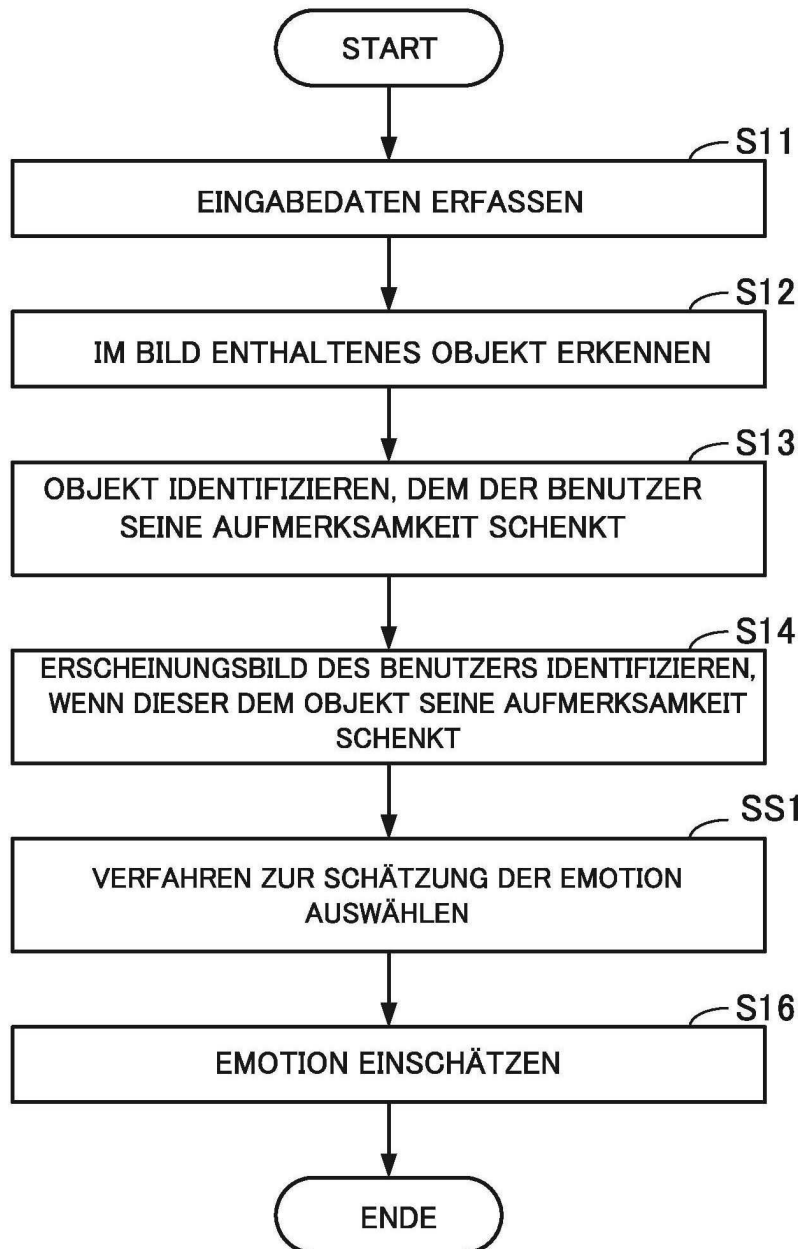 START
S11
EINGABEDATEN ERFASSEN
S12
IM BILD ENTHALTENES OBJEKT ERKENNEN
S13
OBJEKT IDENTIFIZIEREN, DEM DER BENUTZER
SEINE AUFMERKSAMKEIT SCHENKT
S14
ERSCHEINUNGSBILD DES BENUTZERS IDENTIFIZIEREN,
WENN DIESER DEM OBJEKT SEINE AUFMERKSAMKEIT
SCHENKT
SS1
VERFAHREN ZUR SCHÄTZUNG DER EMOTION
AUSWÄHLEN
S16
EMOTION EINSCHÄTZEN
ENDE